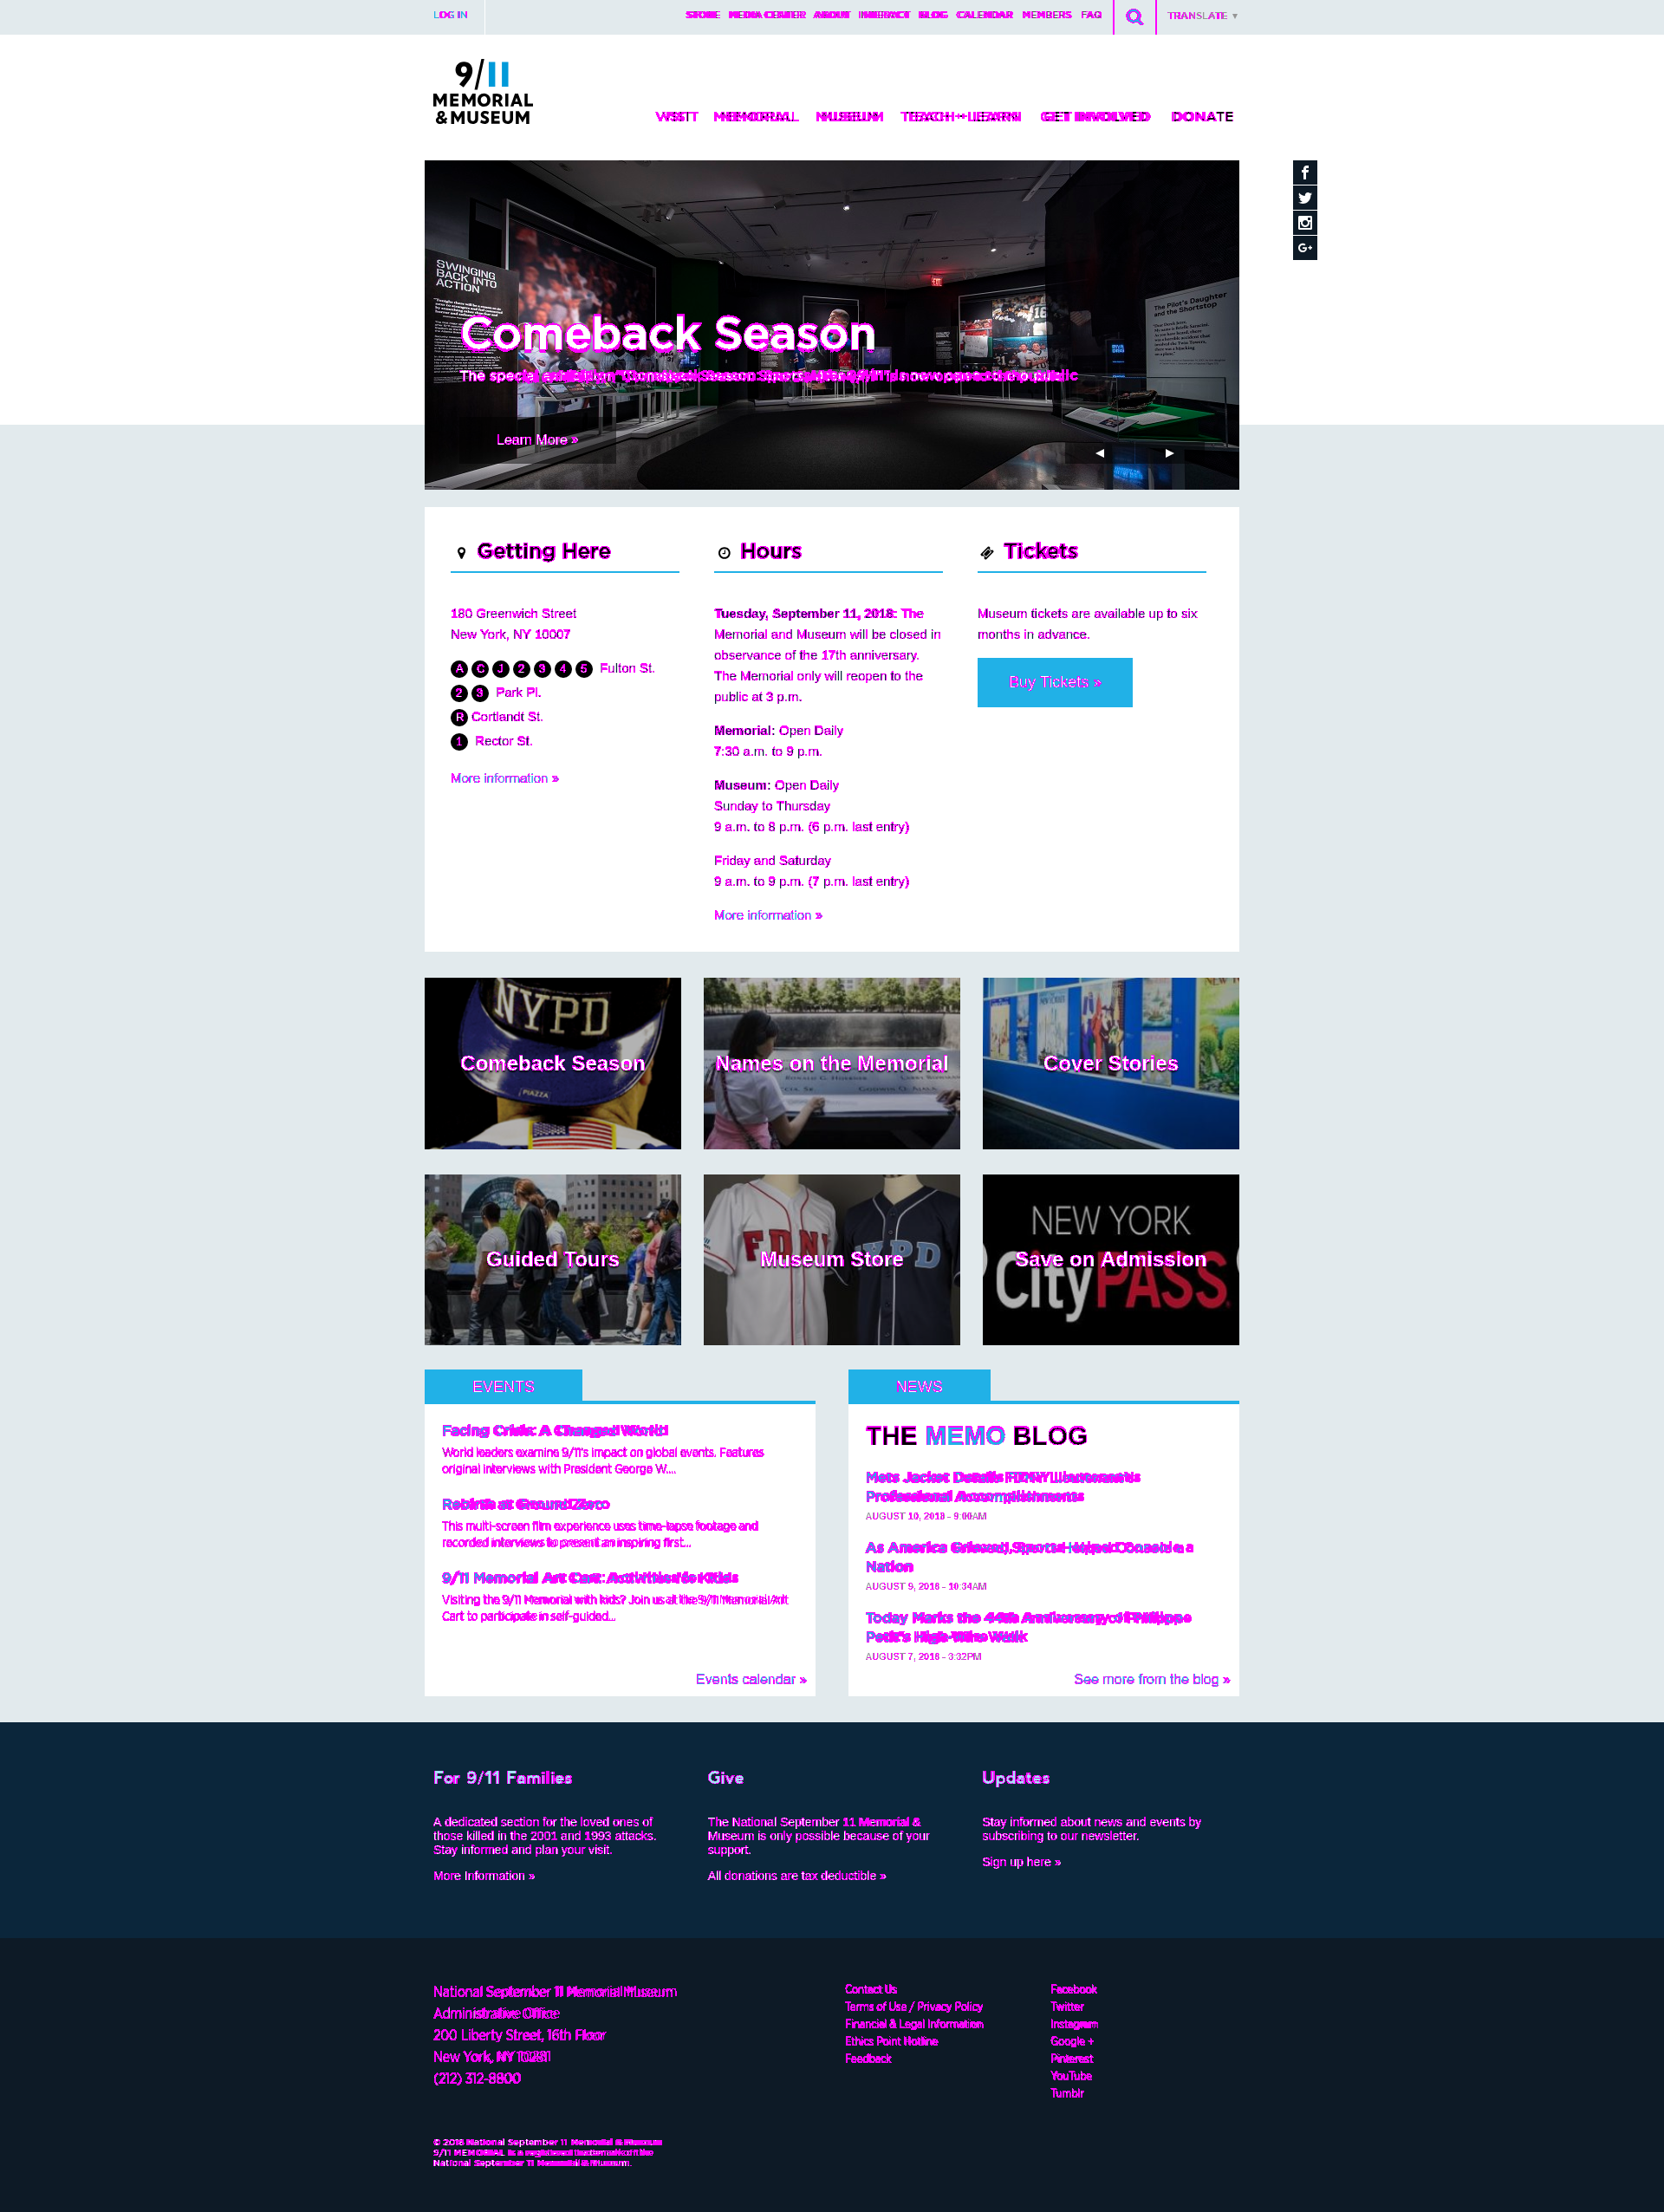 LOG IN
STORE MEDIA CENTER ABOUT INTERACT BLOG CALENDAR MEMBERS FAQ
TRANSLATE ▼
9/11
MEMORIAL
& MUSEUM
VISIT MEMORIAL MUSEUM TEACH + LEARN GET INVOLVED DONATE
SWINGING
BACK INTO
ACTION
The Pilot's Daughter
and the Shortstop
Comeback Season
The special exhibition "Comeback Season: Sports After 9/11" is now open to the public
Learn More »
Getting Here
180 Greenwich Street
New York, NY 10007
A C J 2 3 4 5 Fulton St.
2 3 Park Pl.
R Cortlandt St.
1 Rector St.
More information »
Hours
Tuesday, September 11, 2018: The
Memorial and Museum will be closed in
observance of the 17th anniversary.
The Memorial only will reopen to the
public at 3 p.m.
Memorial: Open Daily
7:30 a.m. to 9 p.m.
Museum: Open Daily
Sunday to Thursday
9 a.m. to 8 p.m. (6 p.m. last entry)
Friday and Saturday
9 a.m. to 9 p.m. (7 p.m. last entry)
More information »
Tickets
Museum tickets are available up to six
months in advance.
Buy Tickets »
NYPD
PIAZZA
Comeback Season
Names on the Memorial
Cover Stories
Guided Tours
FDNY
NYPD
Museum Store
NEW YORK
CityPASS
Save on Admission
EVENTS
Facing Crisis: A Changed World
World leaders examine 9/11's impact on global events. Features
original interviews with President George W....
Rebirth at Ground Zero
This multi-screen film experience uses time-lapse footage and
recorded interviews to present an inspiring first...
9/11 Memorial Art Cart: Activities for Kids
Visiting the 9/11 Memorial with kids? Join us at the 9/11 Memorial Art
Cart to participate in self-guided...
Events calendar »
NEWS
THE MEMO BLOG
Mets Jacket Details FDNY Lieutenant's
Professional Accomplishments
AUGUST 10, 2018 - 9:00AM
As America Grieved, Sports Helped Console a
Nation
AUGUST 9, 2018 - 10:34AM
Today Marks the 44th Anniversary of Philippe
Petit's High-Wire Walk
AUGUST 7, 2018 - 3:32PM
See more from the blog »
For 9/11 Families
A dedicated section for the loved ones of
those killed in the 2001 and 1993 attacks.
Stay informed and plan your visit.
More Information »
Give
The National September 11 Memorial &
Museum is only possible because of your
support.
All donations are tax deductible »
Updates
Stay informed about news and events by
subscribing to our newsletter.
Sign up here »
National September 11 Memorial Museum
Administrative Office
200 Liberty Street, 16th Floor
New York, NY 10281
(212) 312-8800
Contact Us
Terms of Use / Privacy Policy
Financial & Legal Information
Ethics Point Hotline
Feedback
Facebook
Twitter
Instagram
Google +
Pinterest
YouTube
Tumblr
© 2018 National September 11 Memorial & Museum
9/11 MEMORIAL is a registered trademark of the
National September 11 Memorial & Museum.